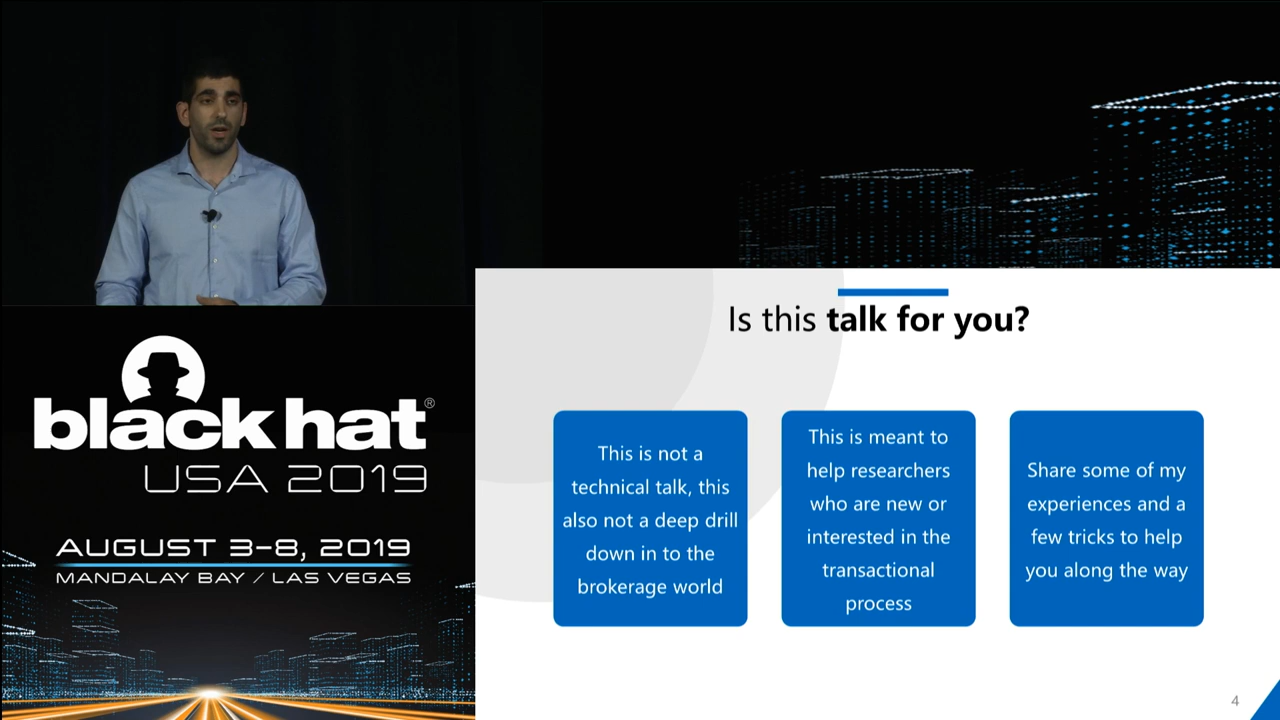 black hat®
USA 2019
AUGUST 3-8, 2019
MANDALAY BAY / LAS VEGAS
Is this talk for you?
This is not a
technical talk, this
also not a deep drill
down in to the
brokerage world
This is meant to
help researchers
who are new or
interested in the
transactional
process
Share some of my
experiences and a
few tricks to help
you along the way
4